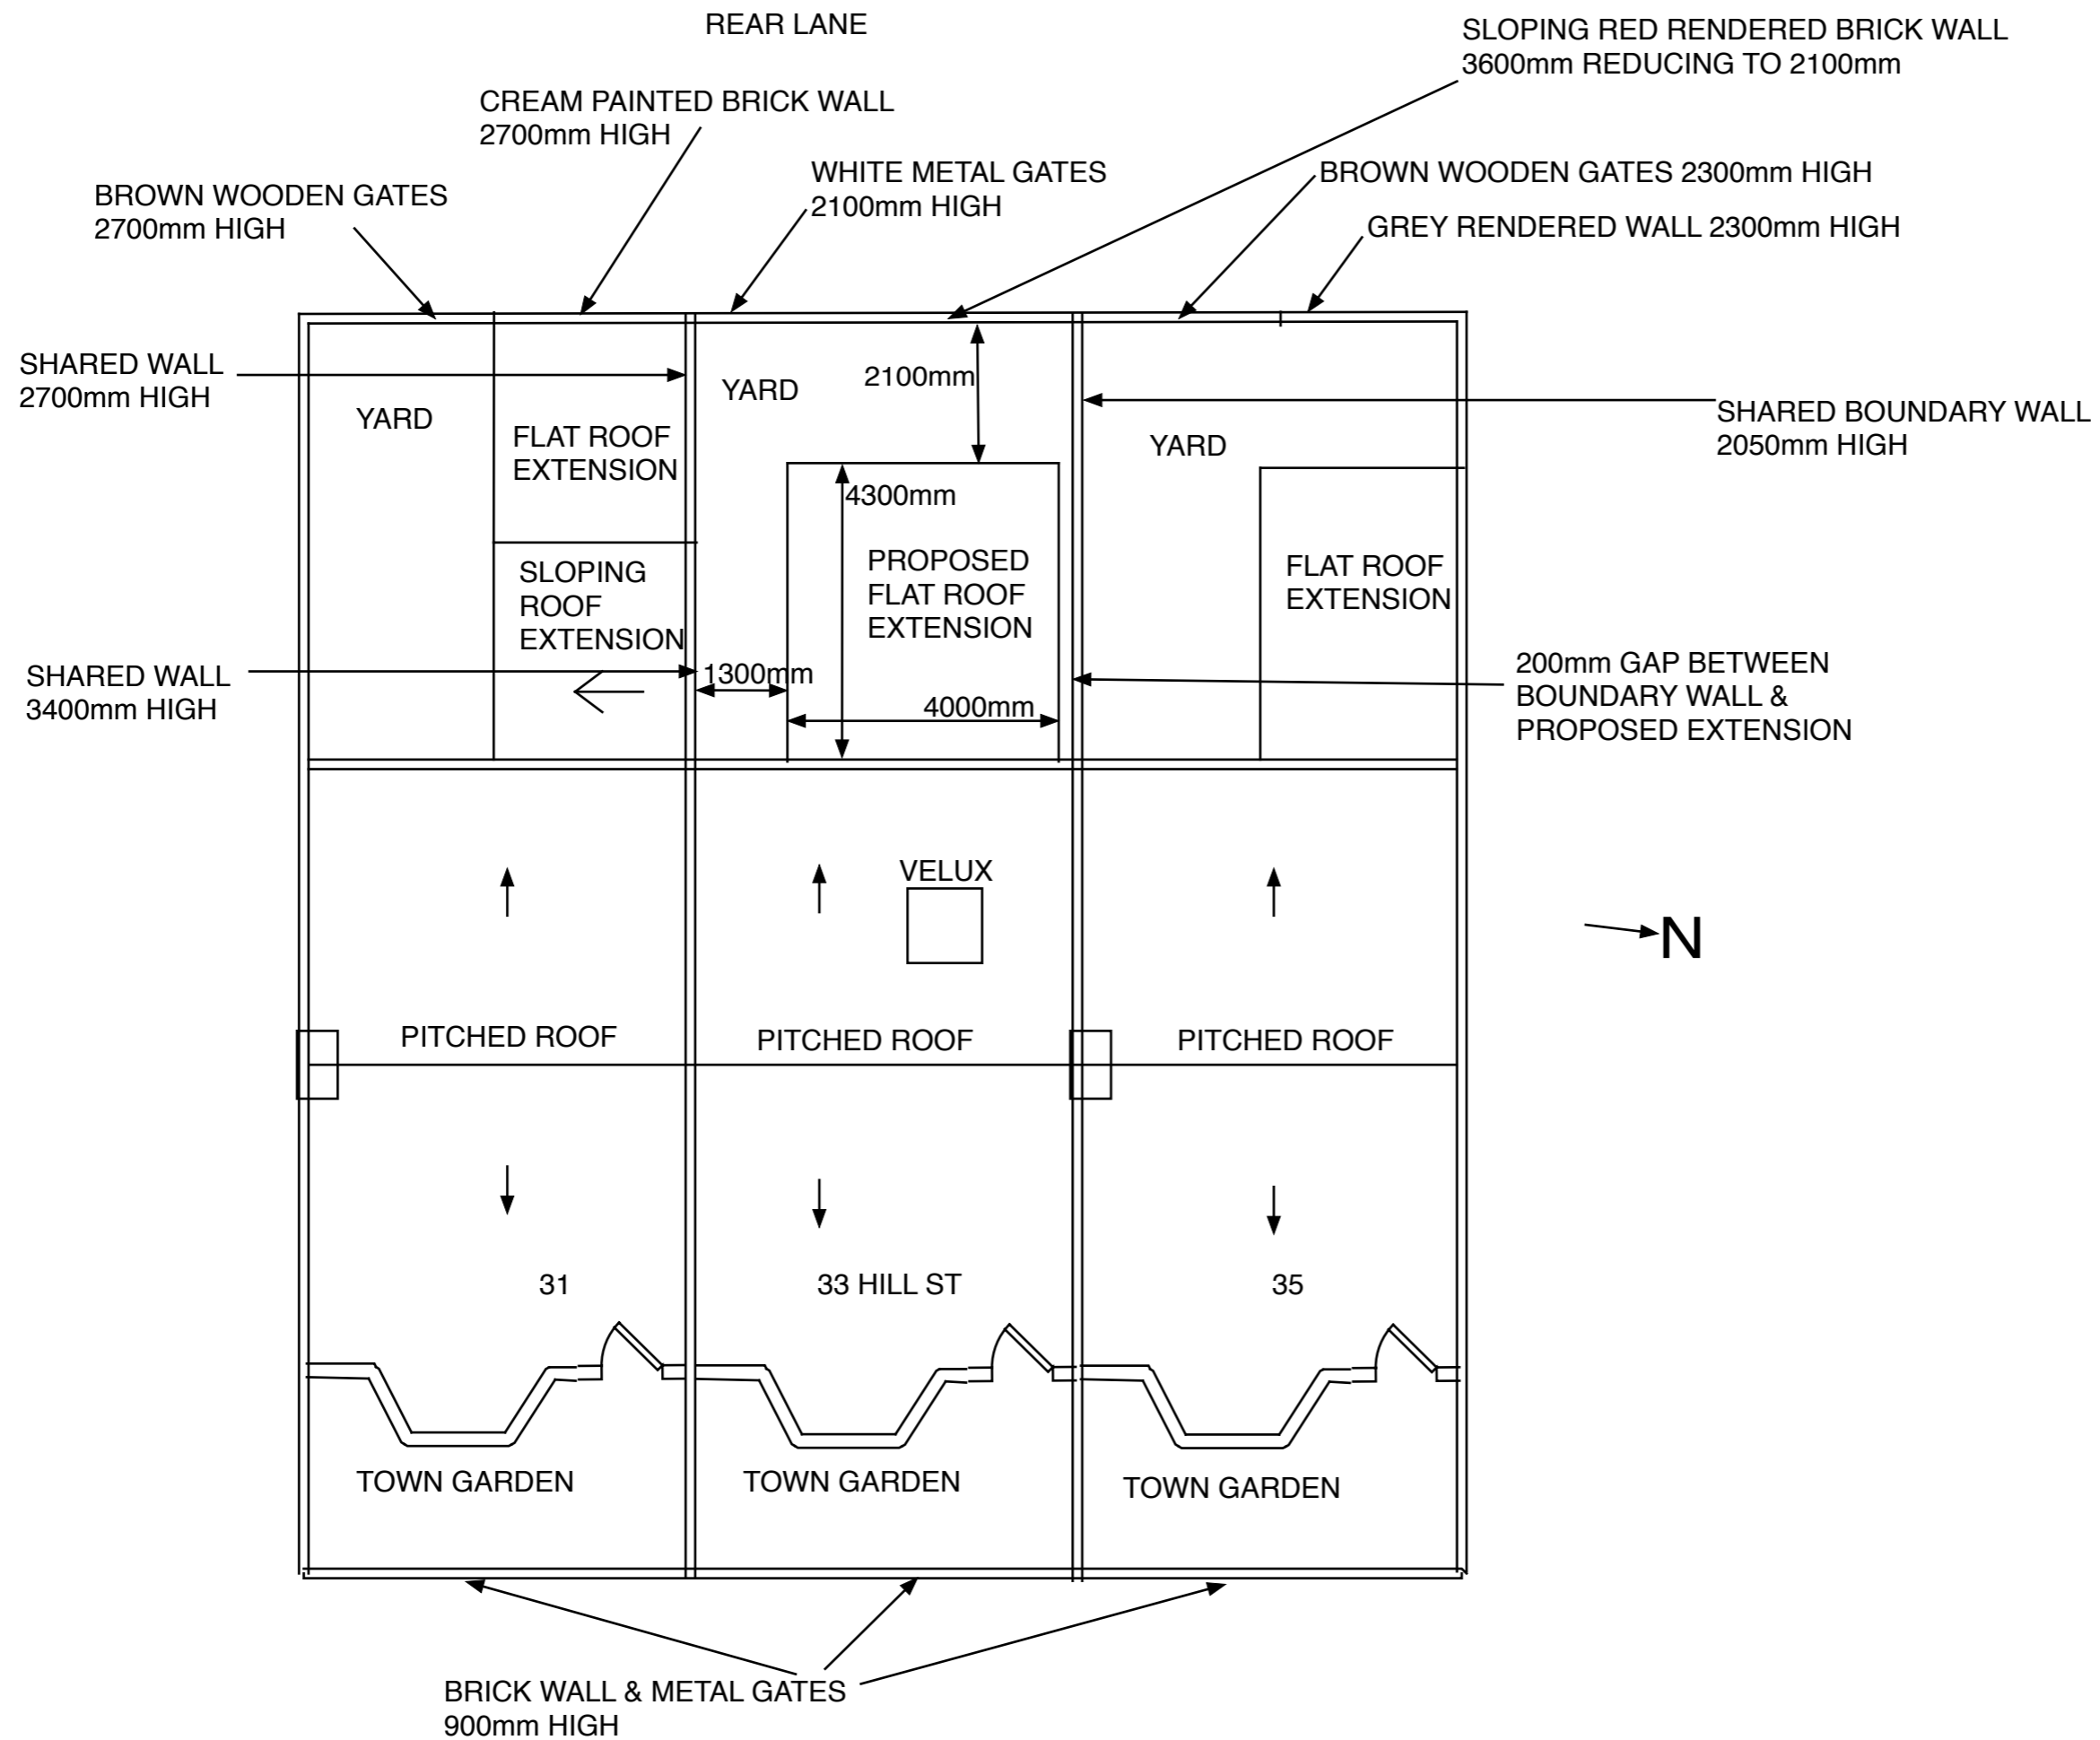 REAR LANE
SLOPING RED RENDERED BRICK WALL
3600mm REDUCING TO 2100mm
CREAM PAINTED BRICK WALL
2700mm HIGH
WHITE METAL GATES
2100mm HIGH
BROWN WOODEN GATES 2300mm HIGH
BROWN WOODEN GATES
2700mm HIGH
GREY RENDERED WALL 2300mm HIGH
SHARED WALL
2700mm HIGH
YARD
FLAT ROOF
EXTENSION
YARD
2100mm
YARD
SHARED BOUNDARY WALL
2050mm HIGH
4300mm
SLOPING
ROOF
EXTENSION
PROPOSED
FLAT ROOF
EXTENSION
FLAT ROOF
EXTENSION
SHARED WALL
3400mm HIGH
1300mm
4000mm
200mm GAP BETWEEN
BOUNDARY WALL &
PROPOSED EXTENSION
VELUX
N
PITCHED ROOF
PITCHED ROOF
PITCHED ROOF
31
33 HILL ST
35
TOWN GARDEN
TOWN GARDEN
TOWN GARDEN
BRICK WALL & METAL GATES
900mm HIGH